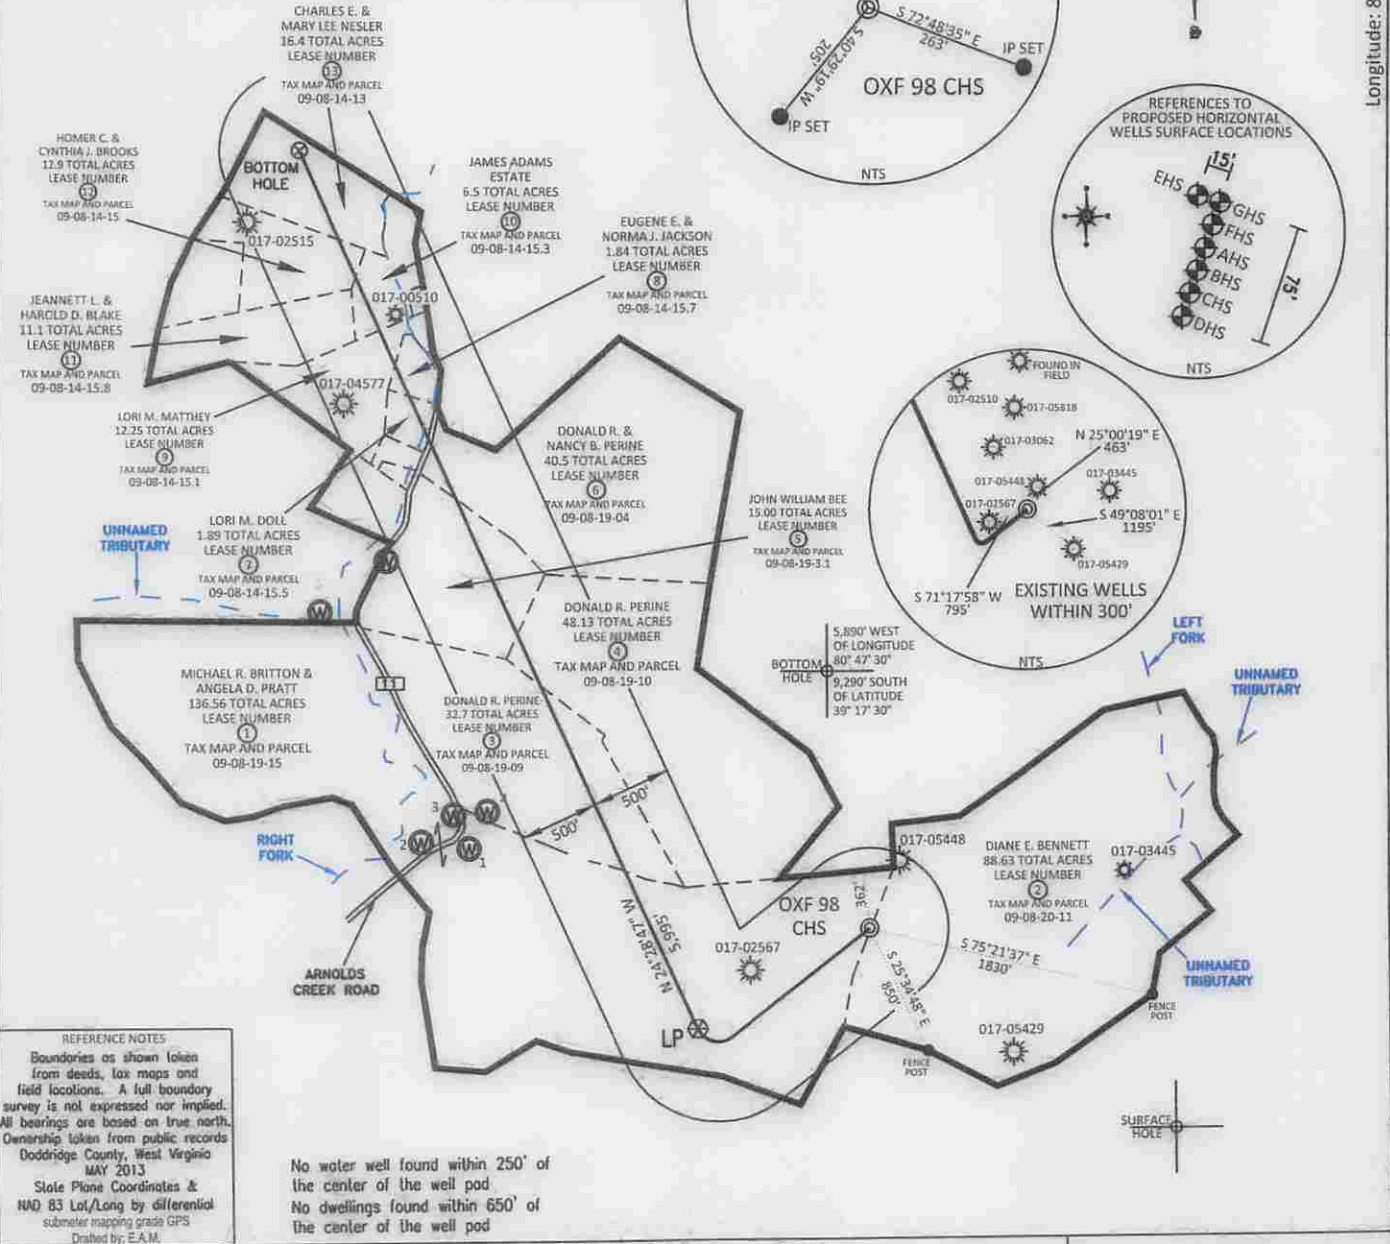 CHARLES E. &
MARY LEE NESLER
16.4 TOTAL ACRES
LEASE NUMBER
13
TAX MAP AND PARCEL
09-08-14-13
HOMER C. &
CYNTHIA J. BROOKS
12.9 TOTAL ACRES
LEASE NUMBER
12
TAX MAP AND PARCEL
09-08-14-15
BOTTOM
HOLE
017-02515
JAMES ADAMS
ESTATE
6.5 TOTAL ACRES
LEASE NUMBER
10
TAX MAP AND PARCEL
09-08-14-15.3
EUGENE E. &
NORMA J. JACKSON
1.84 TOTAL ACRES
LEASE NUMBER
8
TAX MAP AND PARCEL
09-08-14-15.7
017-00510
JEANNETT L. &
HAROLD D. BLAKE
11.1 TOTAL ACRES
LEASE NUMBER
11
TAX MAP AND PARCEL
09-08-14-15.8
017-04577
LORI M. MATTHEY
12.25 TOTAL ACRES
LEASE NUMBER
9
TAX MAP AND PARCEL
09-08-14-15.1
LORI M. DOLL
1.89 TOTAL ACRES
LEASE NUMBER
7
TAX MAP AND PARCEL
09-08-14-15.5
UNNAMED
TRIBUTARY
W
W
DONALD R. &
NANCY B. PERINE
40.5 TOTAL ACRES
LEASE NUMBER
6
TAX MAP AND PARCEL
09-08-19-04
JOHN WILLIAM BEE
15.00 TOTAL ACRES
LEASE NUMBER
5
TAX MAP AND PARCEL
09-08-19-3.1
DONALD R. PERINE
48.13 TOTAL ACRES
LEASE NUMBER
4
TAX MAP AND PARCEL
09-08-19-10
MICHAEL R. BRITTON &
ANGELA D. PRATT
136.56 TOTAL ACRES
LEASE NUMBER
1
TAX MAP AND PARCEL
09-08-19-15
11
DONALD R. PERINE
32.7 TOTAL ACRES
LEASE NUMBER
3
TAX MAP AND PARCEL
09-08-19-09
500'
500'
3 W
W
2 W
W 1
RIGHT
FORK
ARNOLDS
CREEK ROAD
N 24°28'47" W
5,995'
LP
017-02567
OXF 98
CHS
362'
017-05448
S 75°21'37" E
1830'
S 25°34'48" E
850'
FENCE
POST
FENCE
POST
017-05429
DIANE E. BENNETT
88.63 TOTAL ACRES
LEASE NUMBER
2
TAX MAP AND PARCEL
09-08-20-11
017-03445
UNNAMED
TRIBUTARY
LEFT
FORK
UNNAMED
TRIBUTARY
BOTTOM
HOLE
5,890' WEST
OF LONGITUDE
80° 47' 30"
9,290' SOUTH
OF LATITUDE
39° 17' 30"
SURFACE
HOLE
S 72°48'35" E
263'
IP SET
S 40°29'19" W
205'
IP SET
OXF 98 CHS
NTS
Longitude: 8
REFERENCES TO
PROPOSED HORIZONTAL
WELLS SURFACE LOCATIONS
15'
EHS
GHS
FHS
AHS
BHS
CHS
DHS
75'
NTS
FOUND IN
FIELD
017-02510
017-05818
017-03062
N 25°00'19" E
463'
017-05448
017-03445
017-02567
S 49°08'01" E
1195'
017-05429
S 71°17'58" W
795'
EXISTING WELLS
WITHIN 300'
NTS
REFERENCE NOTES
Boundaries as shown taken
from deeds, tax maps and
field locations. A full boundary
survey is not expressed nor implied.
All bearings are based on true north.
Ownership taken from public records
Doddridge County, West Virginia
MAY 2013
State Plane Coordinates &
NAD 83 Lat/Long by differential
submeter mapping grade GPS
Drafted by: E.A.M.
No water well found within 250' of
the center of the well pad
No dwellings found within 650' of
the center of the well pad